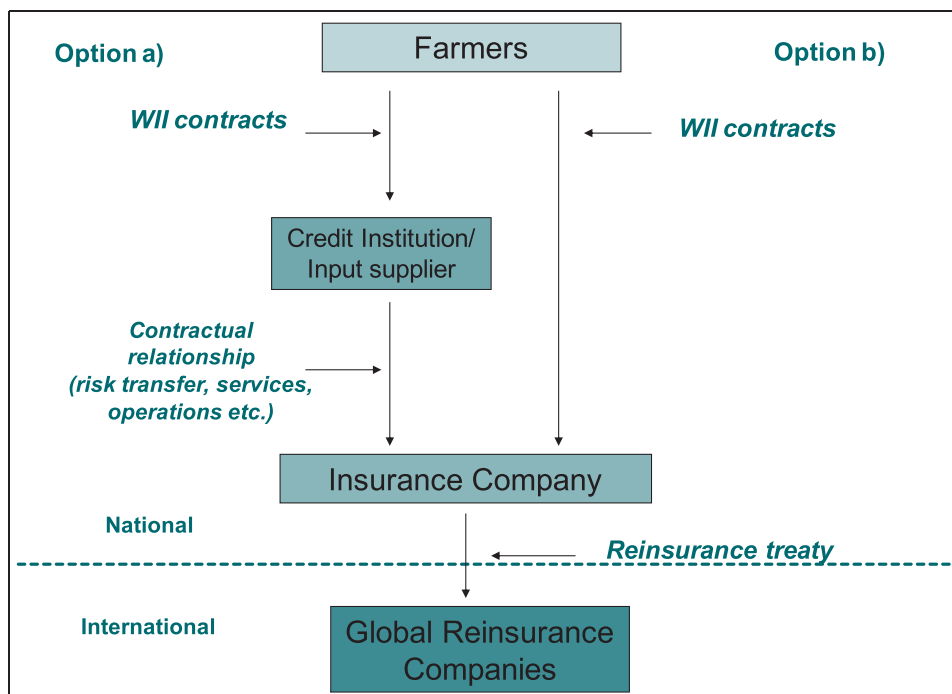 Option a)
Farmers
Option b)
WII contracts
WII contracts
Credit Institution/
Input supplier
Contractual
relationship
(risk transfer, services,
operations etc.)
Insurance Company
National
Reinsurance treaty
International
Global Reinsurance
Companies